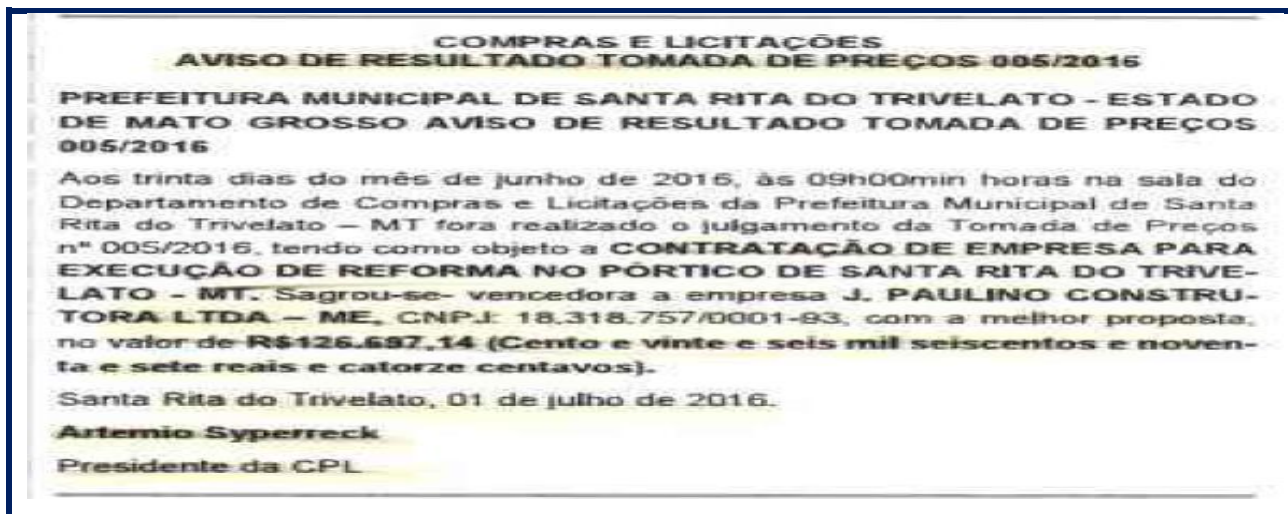 COMPRAS E LICITAÇÕES
AVISO DE RESULTADO TOMADA DE PREÇOS 005/2016
PREFEITURA MUNICIPAL DE SANTA RITA DO TRIVELATO - ESTADO
DE MATO GROSSO AVISO DE RESULTADO TOMADA DE PREÇOS
005/2016
Aos trinta dias do mês de junho de 2016, às 09h00min horas na sala do
Departamento de Compras e Licitações da Prefeitura Municipal de Santa
Rita do Trivelato – MT fora realizado o julgamento da Tomada de Preços
nº 005/2016, tendo como objeto a CONTRATAÇÃO DE EMPRESA PARA
EXECUÇÃO DE REFORMA NO PÓRTICO DE SANTA RITA DO TRIVE-
LATO - MT. Sagrou-se- vencedora a empresa J. PAULINO CONSTRU-
TORA LTDA – ME, CNPJ: 18.318.757/0001-93, com a melhor proposta,
no valor de R$126.697,14 (Cento e vinte e seis mil seiscentos e noven-
ta e sete reais e catorze centavos).
Santa Rita do Trivelato, 01 de julho de 2016.
Artemio Syperreck
Presidente da CPL